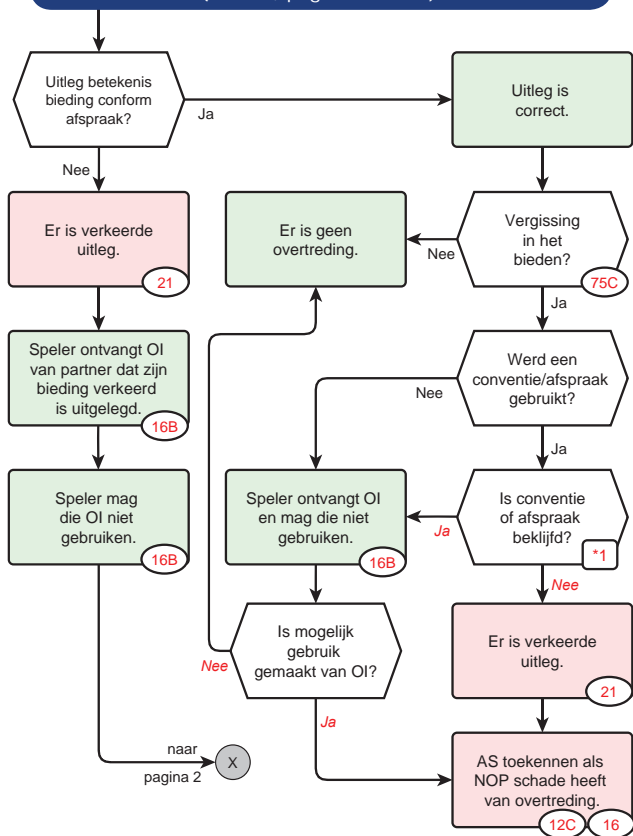 Uitleg betekenis
bieding conform
afspraak?
Ja
Uitleg is
correct.
Nee
Er is verkeerde
uitleg.
21
Er is geen
overtreding.
Nee
Vergissing
in het
bieden?
75C
Ja
Speler ontvangt OI
van partner dat zijn
bieding verkeerd
is uitgelegd.
16B
Werd een
conventie/afspraak
gebruikt?
Nee
Ja
Speler mag
die OI niet
gebruiken.
16B
Speler ontvangt OI
en mag die niet
gebruiken.
16B
Ja
Is conventie
of afspraak
beklijfd?
*1
Nee
Is mogelijk
gebruik
gemaakt van OI?
Nee
Ja
Er is verkeerde
uitleg.
21
naar
pagina 2
X
AS toekennen als
NOP schade heeft
van overtreding.
12C
16